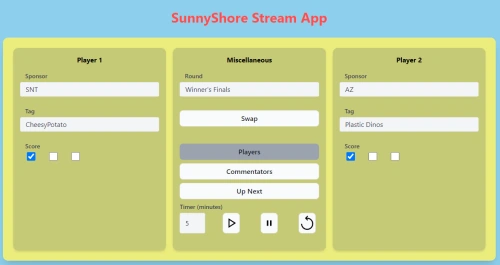 SunnyShore Stream App
Player 1
Sponsor
SNT
Tag
CheesyPotato
Score
Miscellaneous
Round
Winner's Finals
Swap
Players
Commentators
Up Next
Timer (minutes)
5
Player 2
Sponsor
AZ
Tag
Plastic Dinos
Score